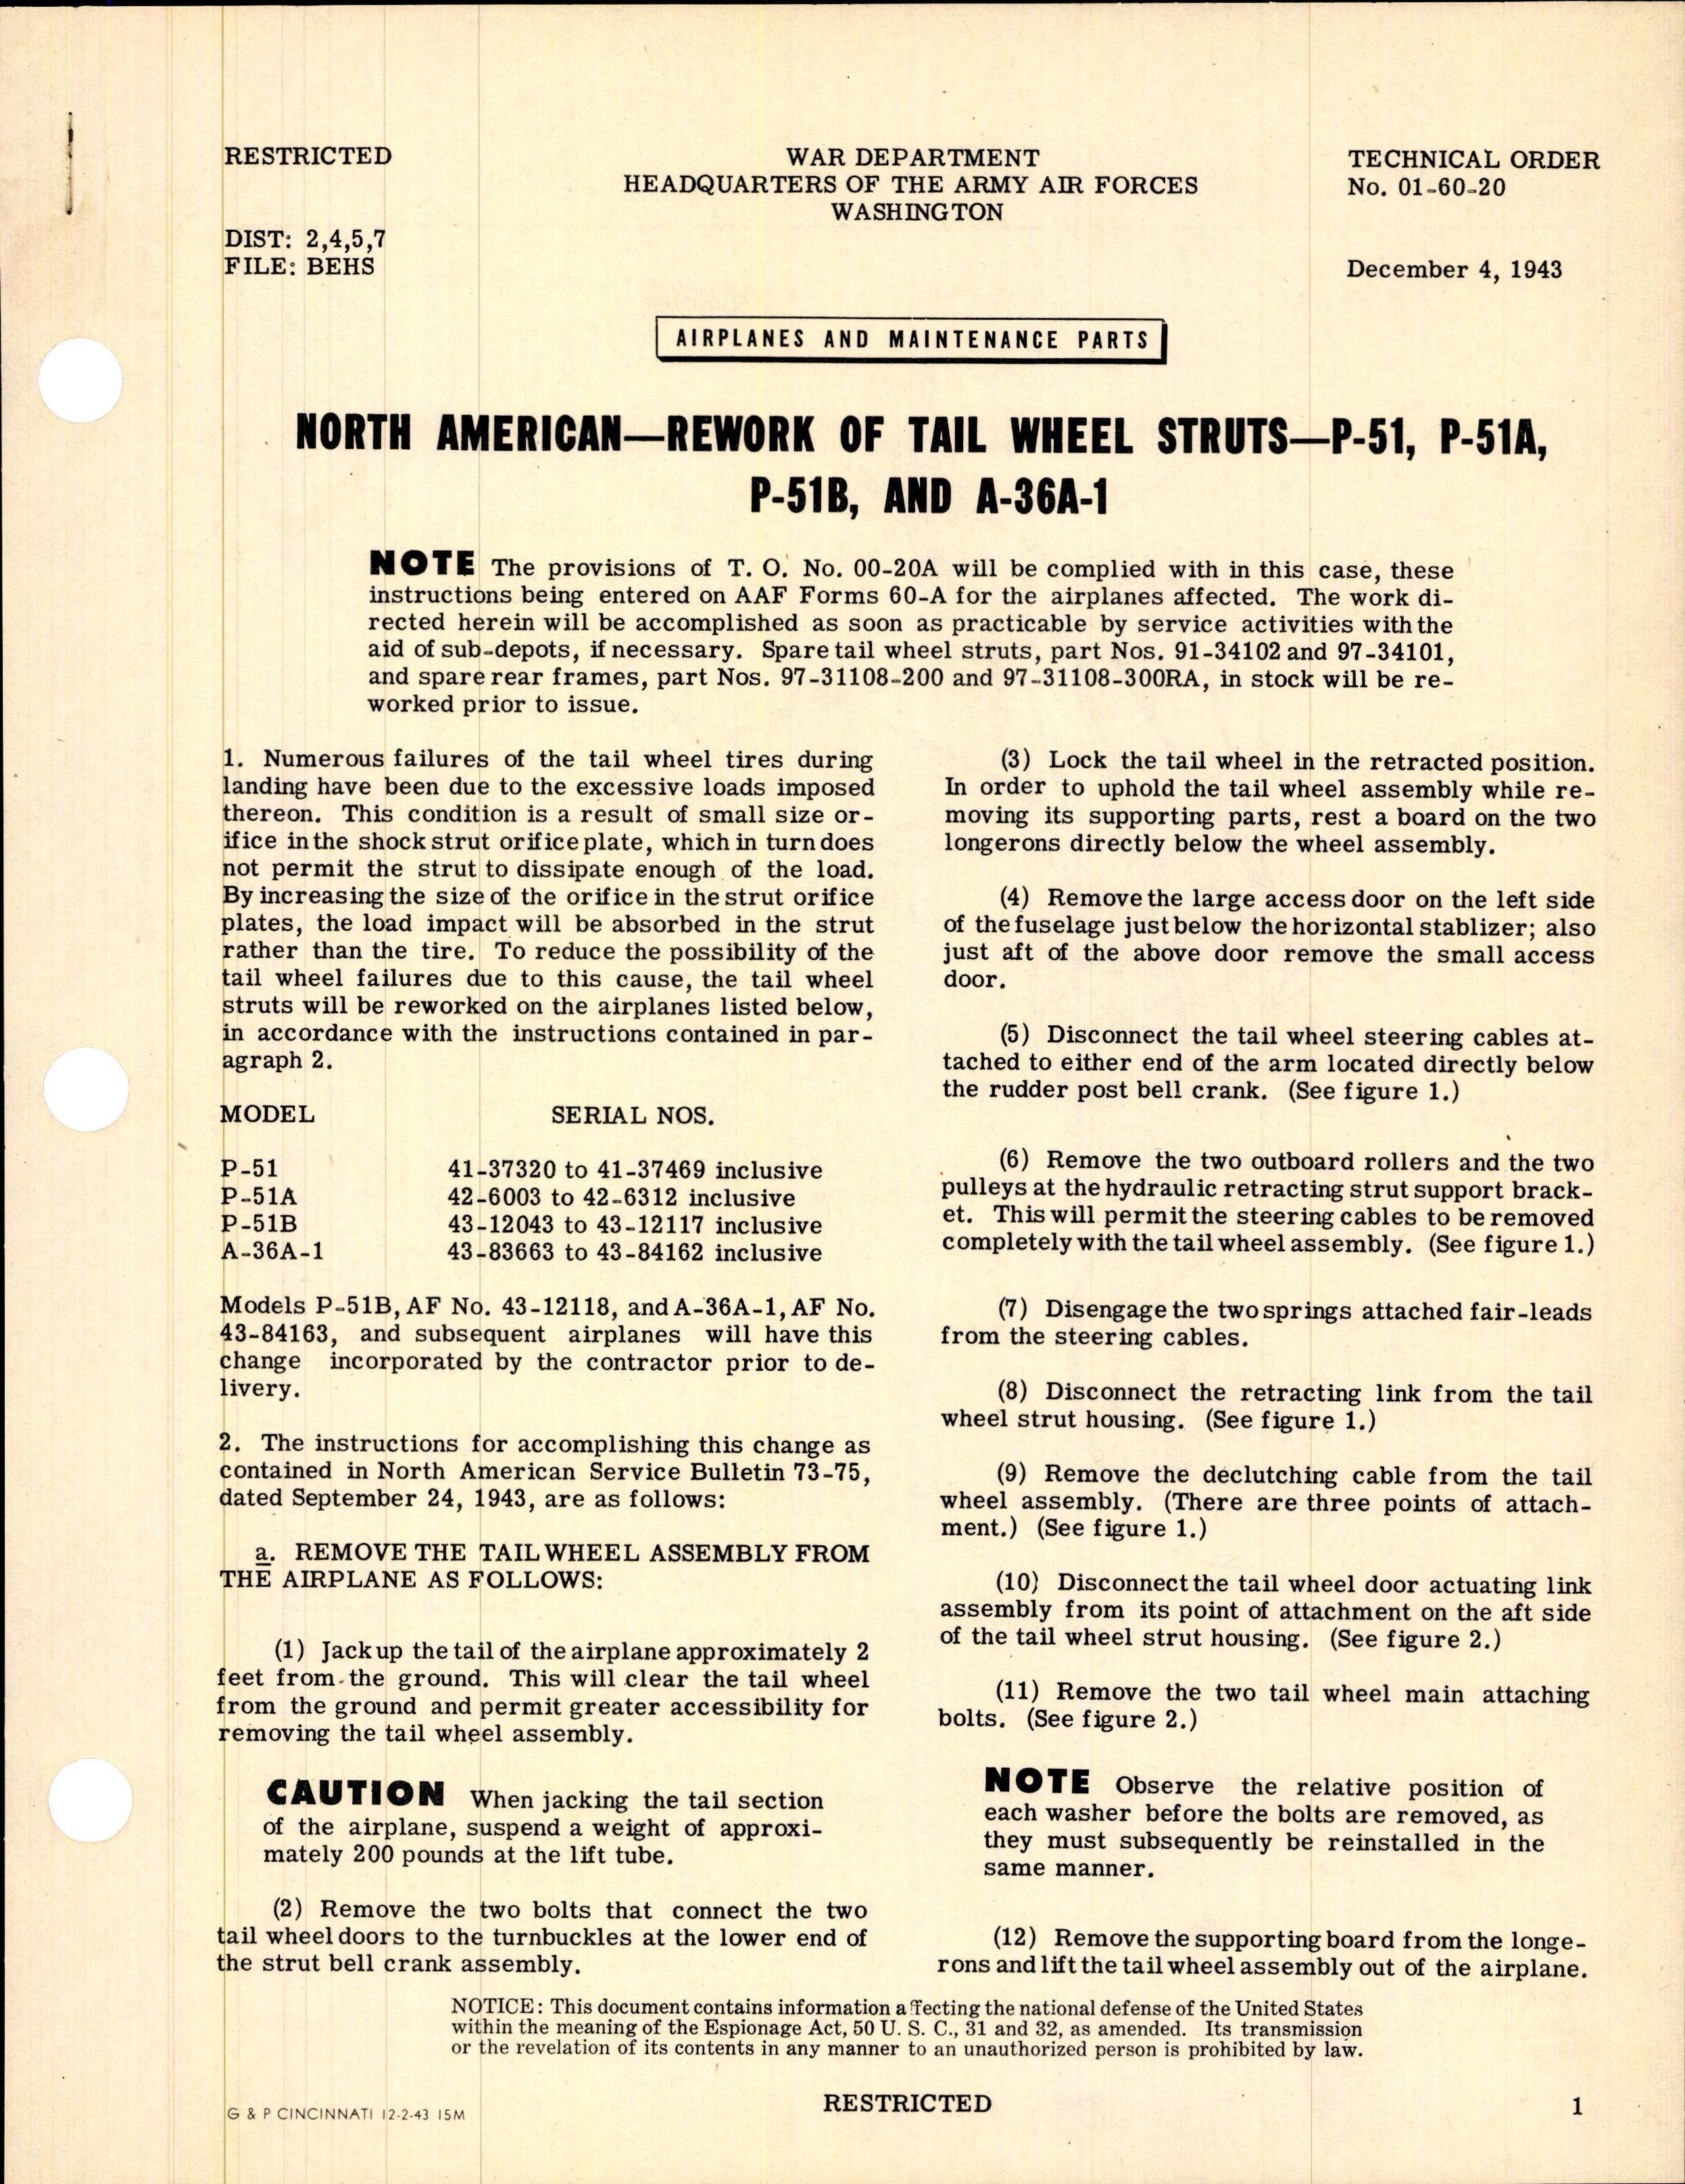 RESTRICTED
WAR DEPARTMENT
HEADQUARTERS OF THE ARMY AIR FORCES
WASHINGTON
TECHNICAL ORDER
No. 01-60-20
DIST: 2,4,5,7
FILE: BEHS
December 4, 1943
AIRPLANES AND MAINTENANCE PARTS
NORTH AMERICAN—REWORK OF TAIL WHEEL STRUTS—P-51, P-51A,
P-51B, AND A-36A-1
NOTE The provisions of T. O. No. 00-20A will be complied with in this case, these
instructions being entered on AAF Forms 60-A for the airplanes affected. The work di-
rected herein will be accomplished as soon as practicable by service activities with the
aid of sub-depots, if necessary. Spare tail wheel struts, part Nos. 91-34102 and 97-34101,
and spare rear frames, part Nos. 97-31108-200 and 97-31108-300RA, in stock will be re-
worked prior to issue.
1. Numerous failures of the tail wheel tires during
landing have been due to the excessive loads imposed
thereon. This condition is a result of small size or-
ifice in the shock strut orifice plate, which in turn does
not permit the strut to dissipate enough of the load.
By increasing the size of the orifice in the strut orifice
plates, the load impact will be absorbed in the strut
rather than the tire. To reduce the possibility of the
tail wheel failures due to this cause, the tail wheel
struts will be reworked on the airplanes listed below,
in accordance with the instructions contained in par-
agraph 2.
MODEL SERIAL NOS.
P-51 41-37320 to 41-37469 inclusive
P-51A 42-6003 to 42-6312 inclusive
P-51B 43-12043 to 43-12117 inclusive
A-36A-1 43-83663 to 43-84162 inclusive
Models P-51B, AF No. 43-12118, and A-36A-1, AF No.
43-84163, and subsequent airplanes will have this
change incorporated by the contractor prior to de-
livery.
2. The instructions for accomplishing this change as
contained in North American Service Bulletin 73-75,
dated September 24, 1943, are as follows:
a. REMOVE THE TAIL WHEEL ASSEMBLY FROM
THE AIRPLANE AS FOLLOWS:
(1) Jack up the tail of the airplane approximately 2
feet from the ground. This will clear the tail wheel
from the ground and permit greater accessibility for
removing the tail wheel assembly.
CAUTION When jacking the tail section
of the airplane, suspend a weight of approxi-
mately 200 pounds at the lift tube.
(2) Remove the two bolts that connect the two
tail wheel doors to the turnbuckles at the lower end of
the strut bell crank assembly.
(3) Lock the tail wheel in the retracted position.
In order to uphold the tail wheel assembly while re-
moving its supporting parts, rest a board on the two
longerons directly below the wheel assembly.
(4) Remove the large access door on the left side
of the fuselage just below the horizontal stablizer; also
just aft of the above door remove the small access
door.
(5) Disconnect the tail wheel steering cables at-
tached to either end of the arm located directly below
the rudder post bell crank. (See figure 1.)
(6) Remove the two outboard rollers and the two
pulleys at the hydraulic retracting strut support brack-
et. This will permit the steering cables to be removed
completely with the tail wheel assembly. (See figure 1.)
(7) Disengage the two springs attached fair-leads
from the steering cables.
(8) Disconnect the retracting link from the tail
wheel strut housing. (See figure 1.)
(9) Remove the declutching cable from the tail
wheel assembly. (There are three points of attach-
ment.) (See figure 1.)
(10) Disconnect the tail wheel door actuating link
assembly from its point of attachment on the aft side
of the tail wheel strut housing. (See figure 2.)
(11) Remove the two tail wheel main attaching
bolts. (See figure 2.)
NOTE Observe the relative position of
each washer before the bolts are removed, as
they must subsequently be reinstalled in the
same manner.
(12) Remove the supporting board from the longe-
rons and lift the tail wheel assembly out of the airplane.
NOTICE: This document contains information affecting the national defense of the United States
within the meaning of the Espionage Act, 50 U. S. C., 31 and 32, as amended. Its transmission
or the revelation of its contents in any manner to an unauthorized person is prohibited by law.
G & P CINCINNATI 12-2-43 15M
RESTRICTED
1